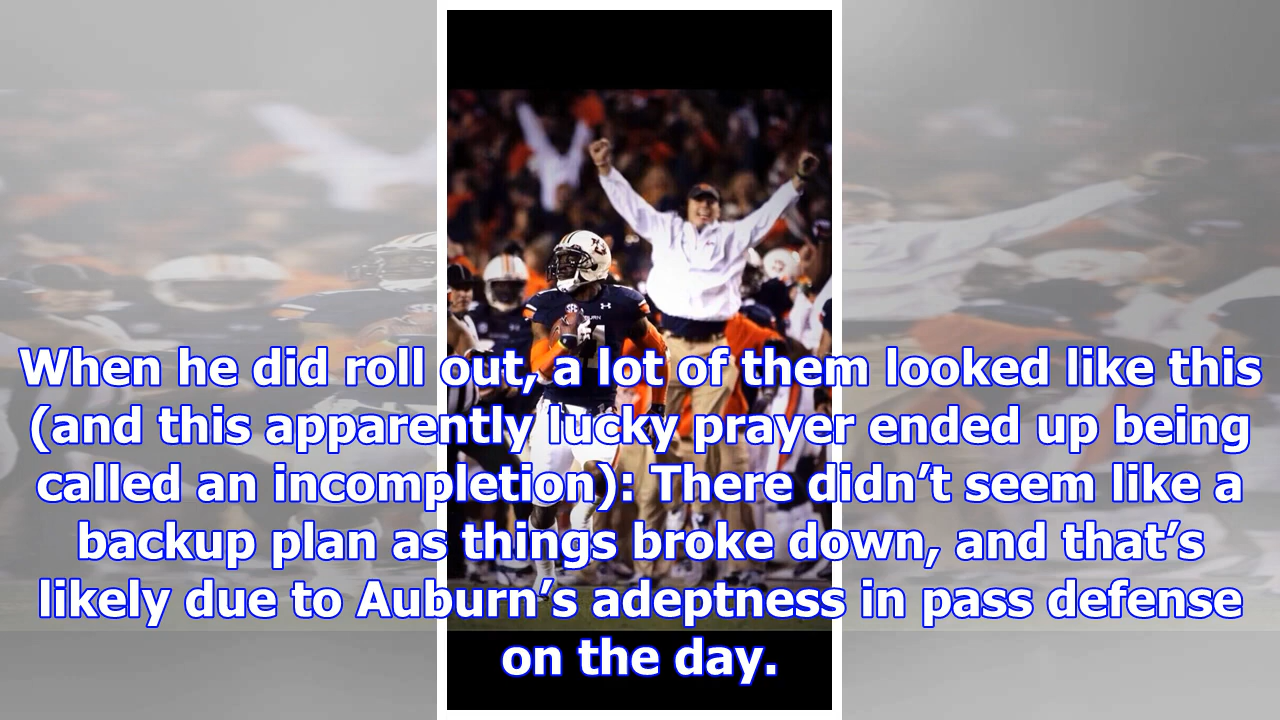 When he did roll out, a lot of them looked like this
(and this apparently lucky prayer ended up being
called an incompletion): There didn’t seem like a
backup plan as things broke down, and that’s
likely due to Auburn’s adeptness in pass defense
on the day.